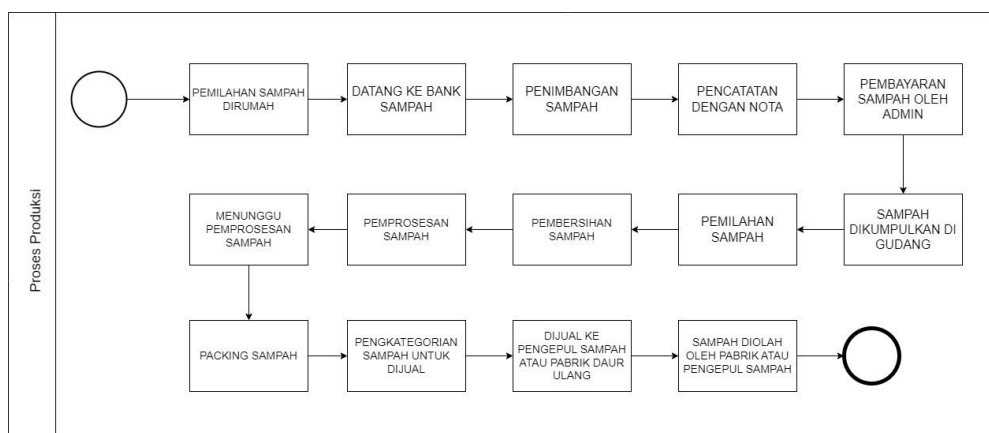 Proses Produksi
PEMILAHAN SAMPAH
DIRUMAH
DATANG KE BANK
SAMPAH
PENIMBANGAN
SAMPAH
PENCATATAN
DENGAN NOTA
PEMBAYARAN
SAMPAH OLEH
ADMIN
SAMPAH
DIKUMPULKAN DI
GUDANG
PEMILAHAN
SAMPAH
PEMBERSIHAN
SAMPAH
PEMPROSESAN
SAMPAH
MENUNGGU
PEMPROSESAN
SAMPAH
PACKING SAMPAH
PENGKATEGORIAN
SAMPAH UNTUK
DIJUAL
DIJUAL KE
PENGEPUL SAMPAH
ATAU PABRIK DAUR
ULANG
SAMPAH DIOLAH
OLEH PABRIK ATAU
PENGEPUL SAMPAH